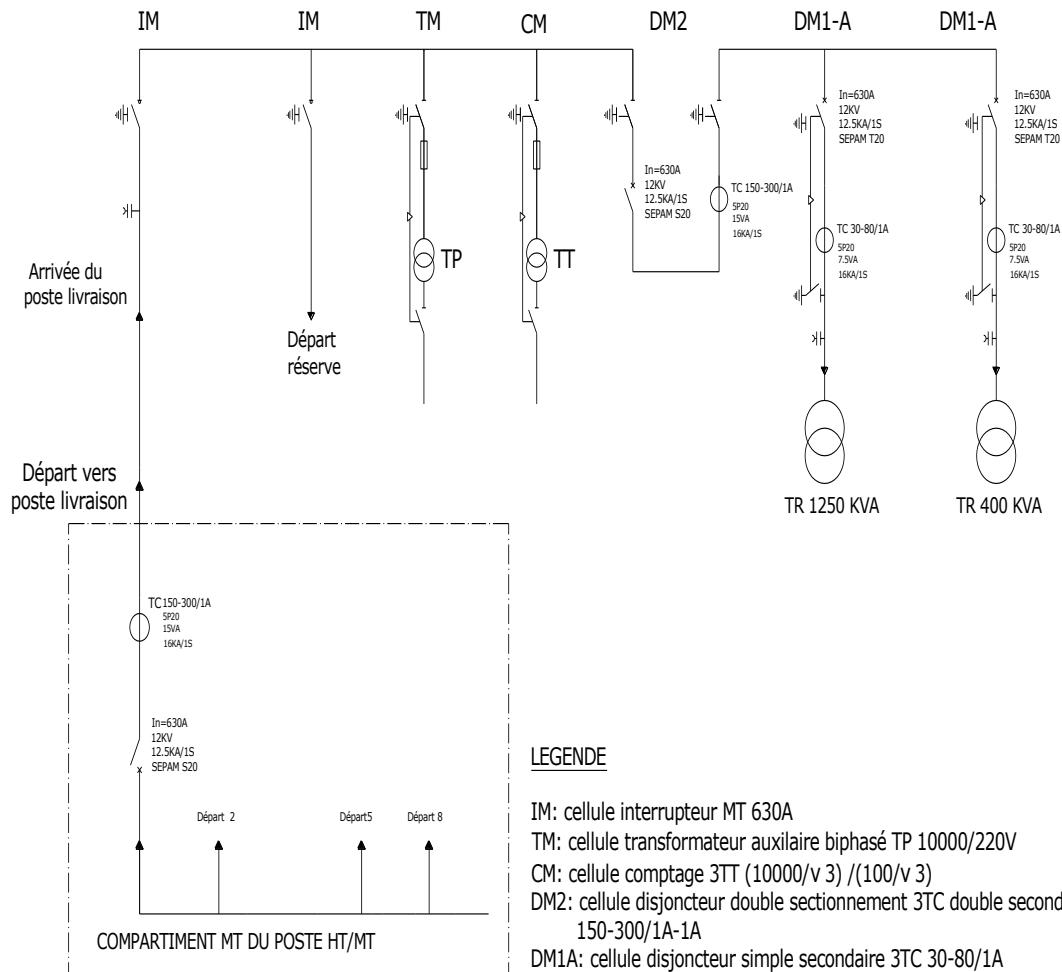 IM IM TM CM DM2 DM1-A DM1-A
In=630A
12KV
12.5KA/1S
SEPAM T20
In=630A
12KV
12.5KA/1S
SEPAM T20
In=630A
12KV
12.5KA/1S
SEPAM S20
TC 150-300/1A
5P20
15VA
16KA/1S
TC 30-80/1A
5P20
7.5VA
16KA/1S
TC 30-80/1A
5P20
7.5VA
16KA/1S
TP
TT
Arrivée du
poste livraison
Départ
réserve
Départ vers
poste livraison
TR 1250 KVA
TR 400 KVA
TC 150-300/1A
5P20
15VA
16KA/1S
In=630A
12KV
12.5KA/1S
SEPAM S20
Départ 2
Départ5
Départ 8
COMPARTIMENT MT DU POSTE HT/MT
LEGENDE
IM: cellule interrupteur MT 630A
TM: cellule transformateur auxilaire biphasé TP 10000/220V
CM: cellule comptage 3TT (10000/v 3) /(100/v 3)
DM2: cellule disjoncteur double sectionnement 3TC double second
150-300/1A-1A
DM1A: cellule disjoncteur simple secondaire 3TC 30-80/1A